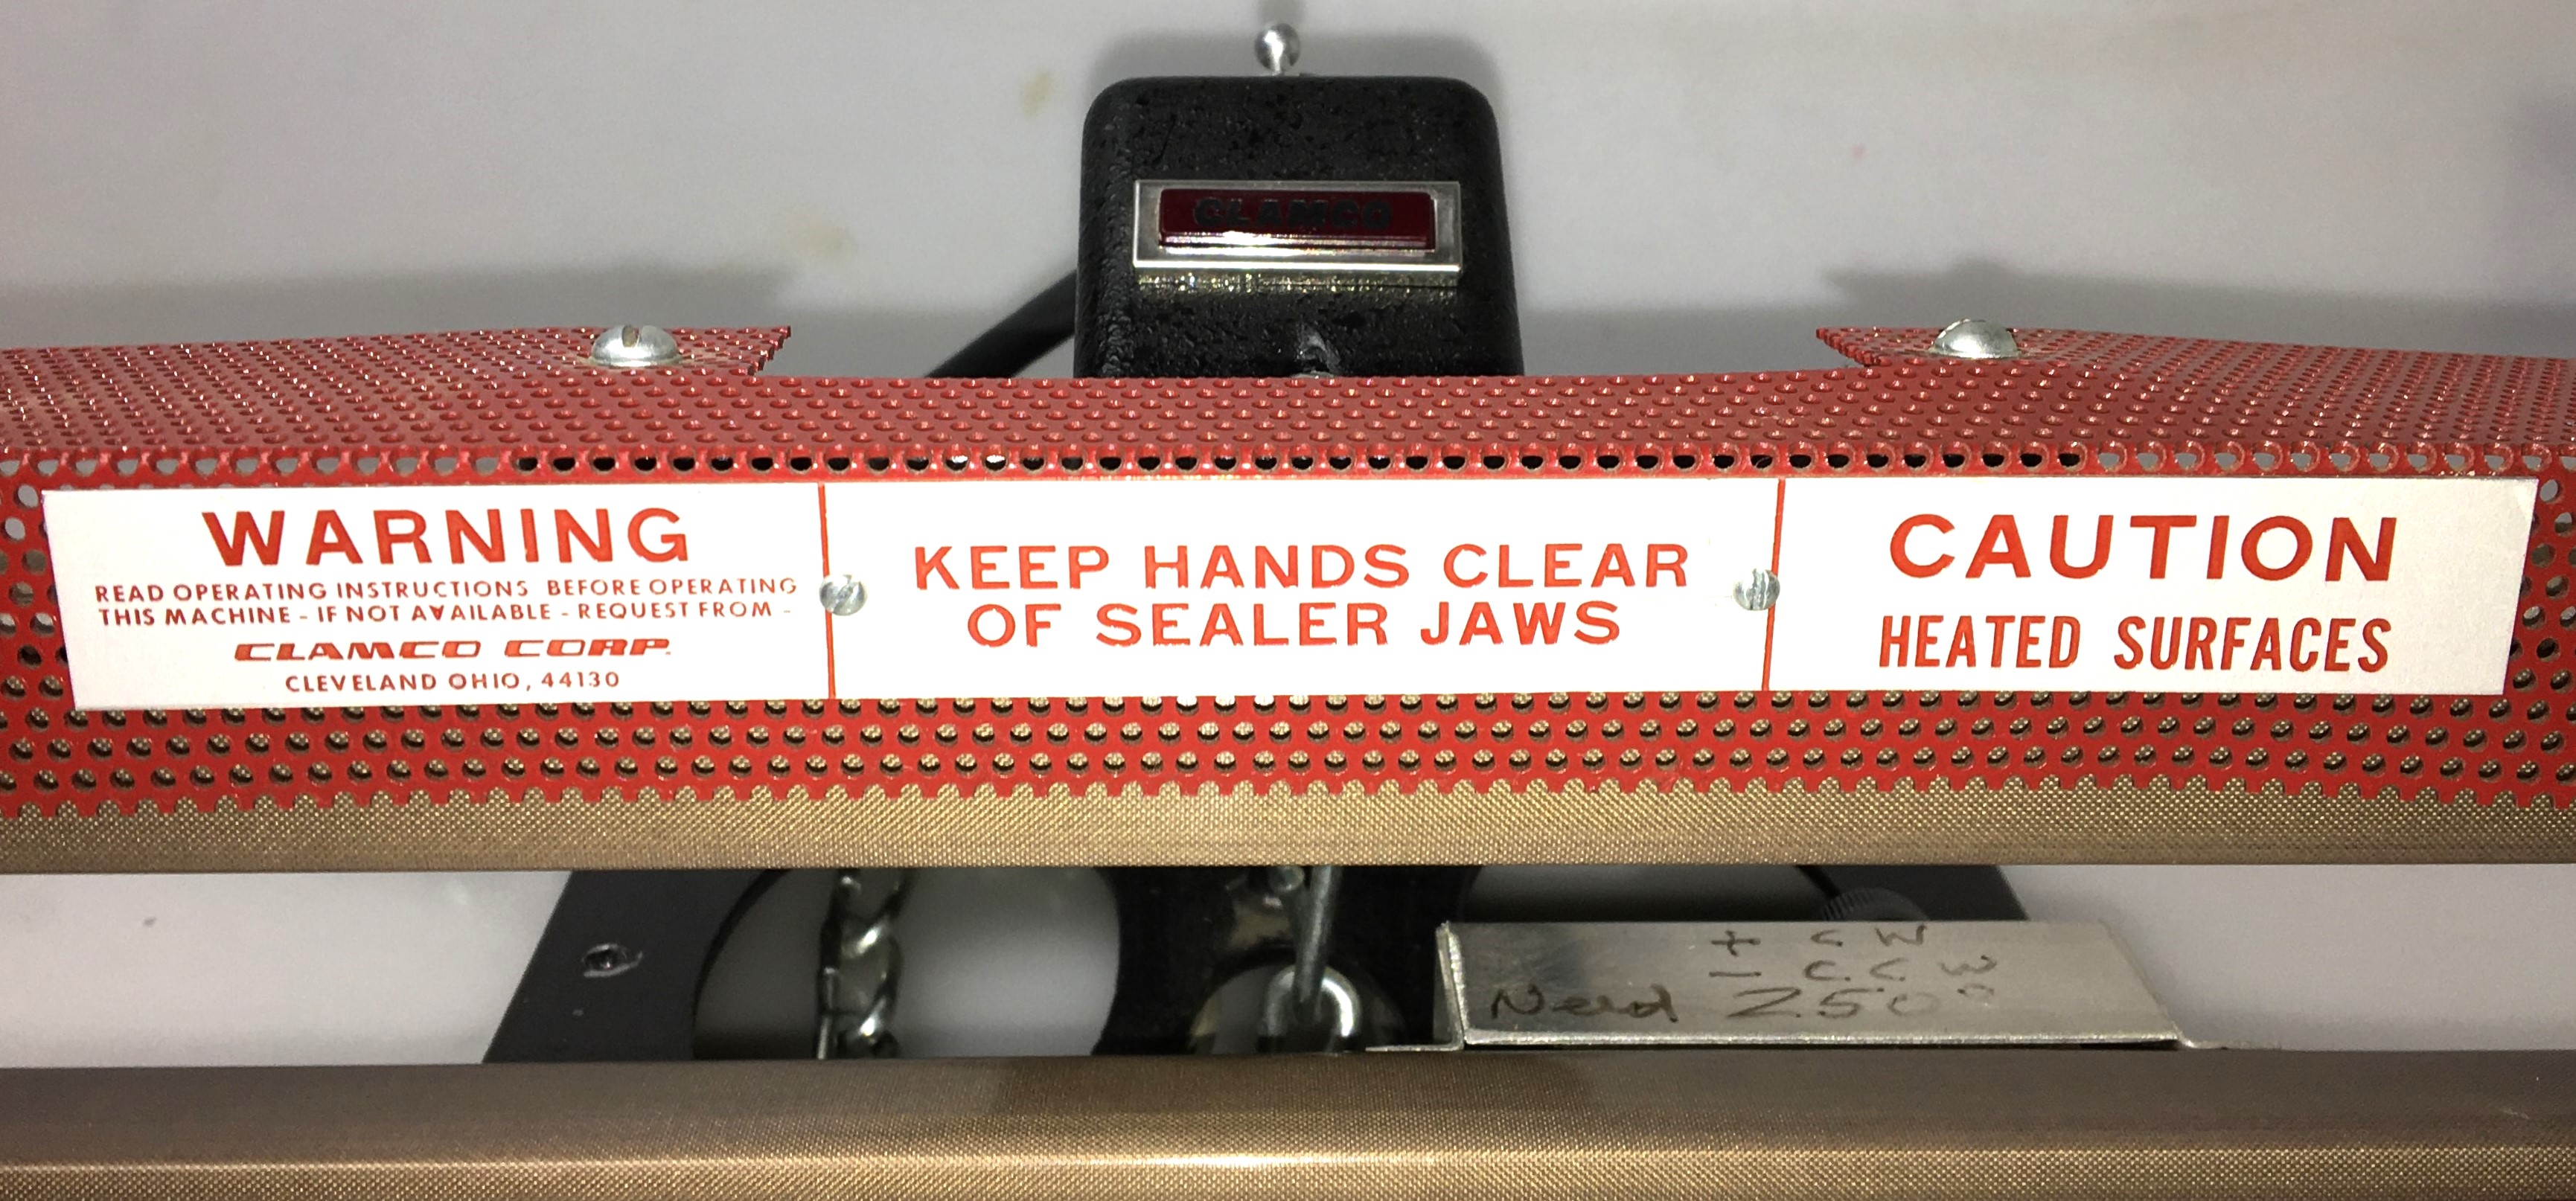 CLAMCO
WARNING
READ OPERATING INSTRUCTIONS BEFORE OPERATING
THIS MACHINE - IF NOT AVAILABLE - REQUEST FROM -
CLAMCO CORP.
CLEVELAND OHIO, 44130
KEEP HANDS CLEAR
OF SEALER JAWS
CAUTION
HEATED SURFACES
+ C W
- C.C W
Need 250°